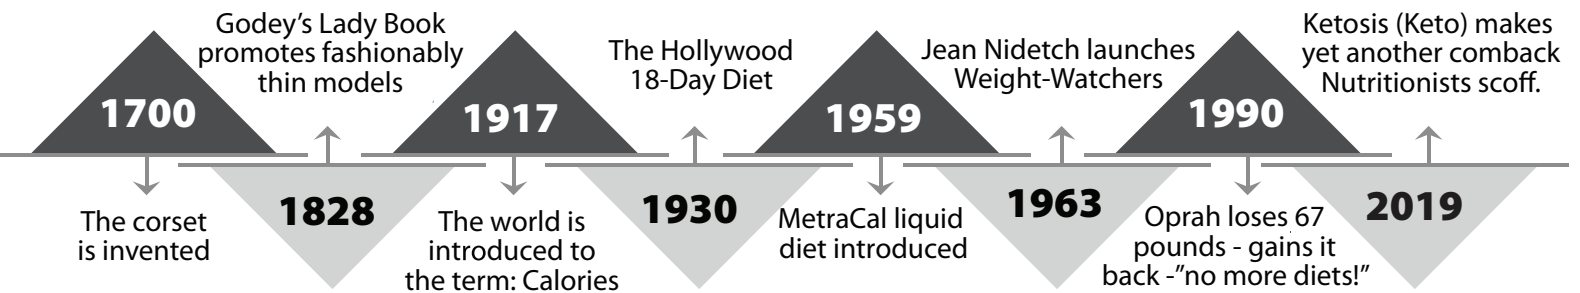 1700
The corset
is invented
Godey’s Lady Book
promotes fashionably
thin models
1828
1917
The world is
introduced to
the term: Calories
The Hollywood
18-Day Diet
1930
1959
MetraCal liquid
diet introduced
Jean Nidetch launches
Weight-Watchers
1963
1990
Oprah loses 67
pounds - gains it
back -”no more diets!”
Ketosis (Keto) makes
yet another comback
Nutritionists scoff.
2019